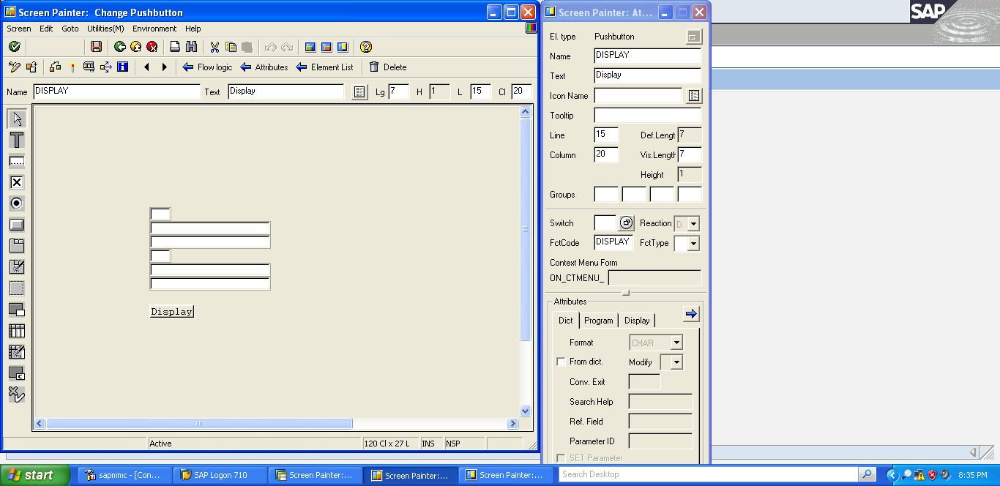 Screen Painter: Change Pushbutton
Screen Edit Goto Utilities(M) Environment Help
Flow logic Attributes Element List Delete
Name DISPLAY Text Display Lg 7 H 1 L 15 Cl 20
Display
Active 120 Cl x 27 L INS NSP
Screen Painter: At...
El. type Pushbutton
Name DISPLAY
Text Display
Icon Name
Tooltip
Line 15 Def.Lengt 7
Column 20 Vis.Length 7
Height 1
Groups
Switch Reaction D
FctCode DISPLAY FctType
Context Menu Form
ON_CTMENU_
Attributes
Dict Program Display
Format CHAR
From dict. Modify
Conv. Exit
Search Help
Ref. Field
Parameter ID
SET Parameter
SAP
start sapmmc - [Con... SAP Logon 710 Screen Painter:... Screen Painter:... Screen Painter:... Search Desktop 8:35 PM